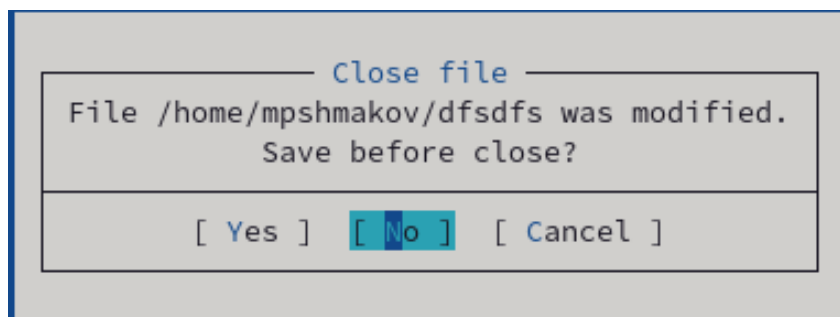 Close file
File /home/mpshmakov/dfsdfs was modified.
Save before close?
[ Yes ] [ No ] [ Cancel ]